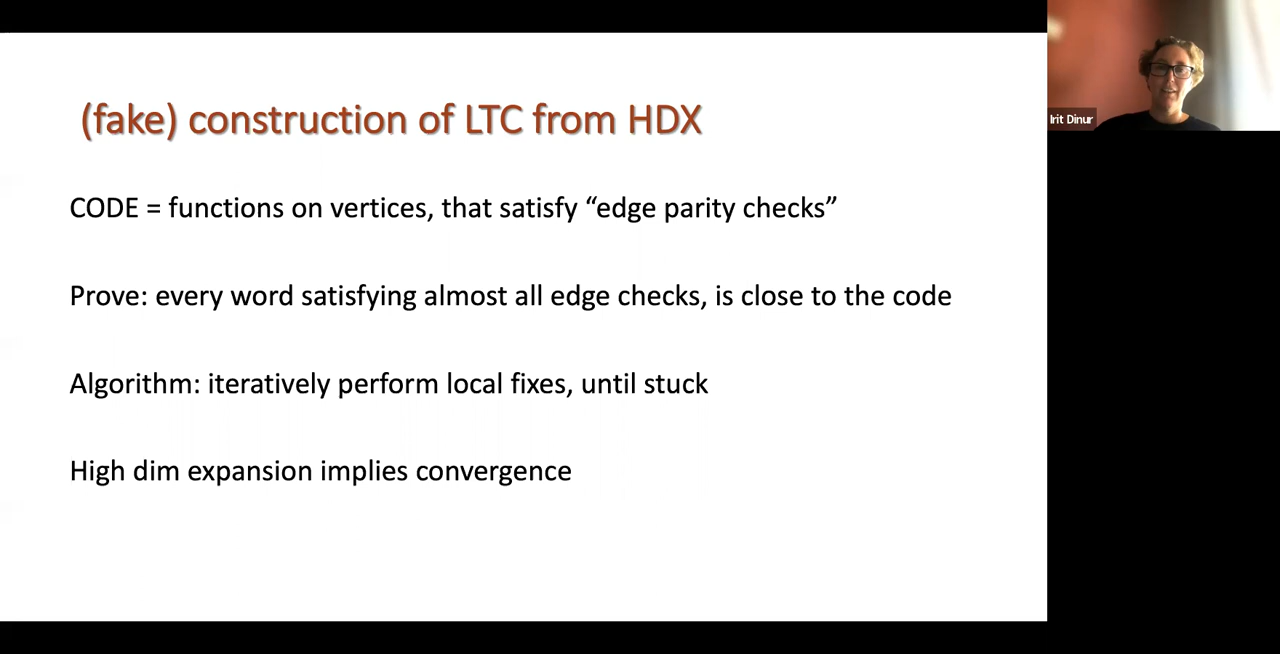 (fake) construction of LTC from HDX
Irit Dinur
CODE = functions on vertices, that satisfy “edge parity checks”
Prove: every word satisfying almost all edge checks, is close to the code
Algorithm: iteratively perform local fixes, until stuck
High dim expansion implies convergence